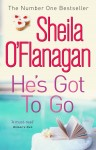 The Number One Bestseller
Sheila
O'Flanagan
He's Got
To Go